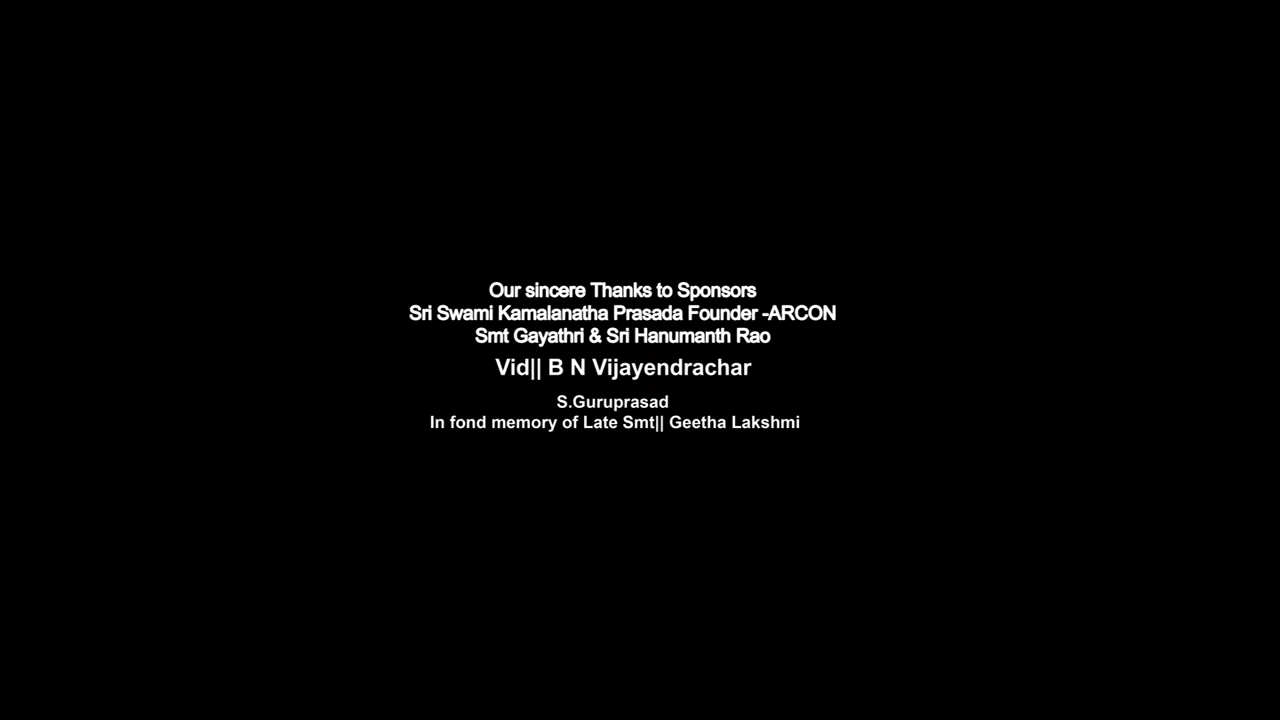 Our sincere Thanks to Sponsors
Sri Swami Kamalanatha Prasada Founder -ARCON
Smt Gayathri & Sri Hanumanth Rao
Vid|| B N Vijayendrachar
S.Guruprasad
In fond memory of Late Smt|| Geetha Lakshmi